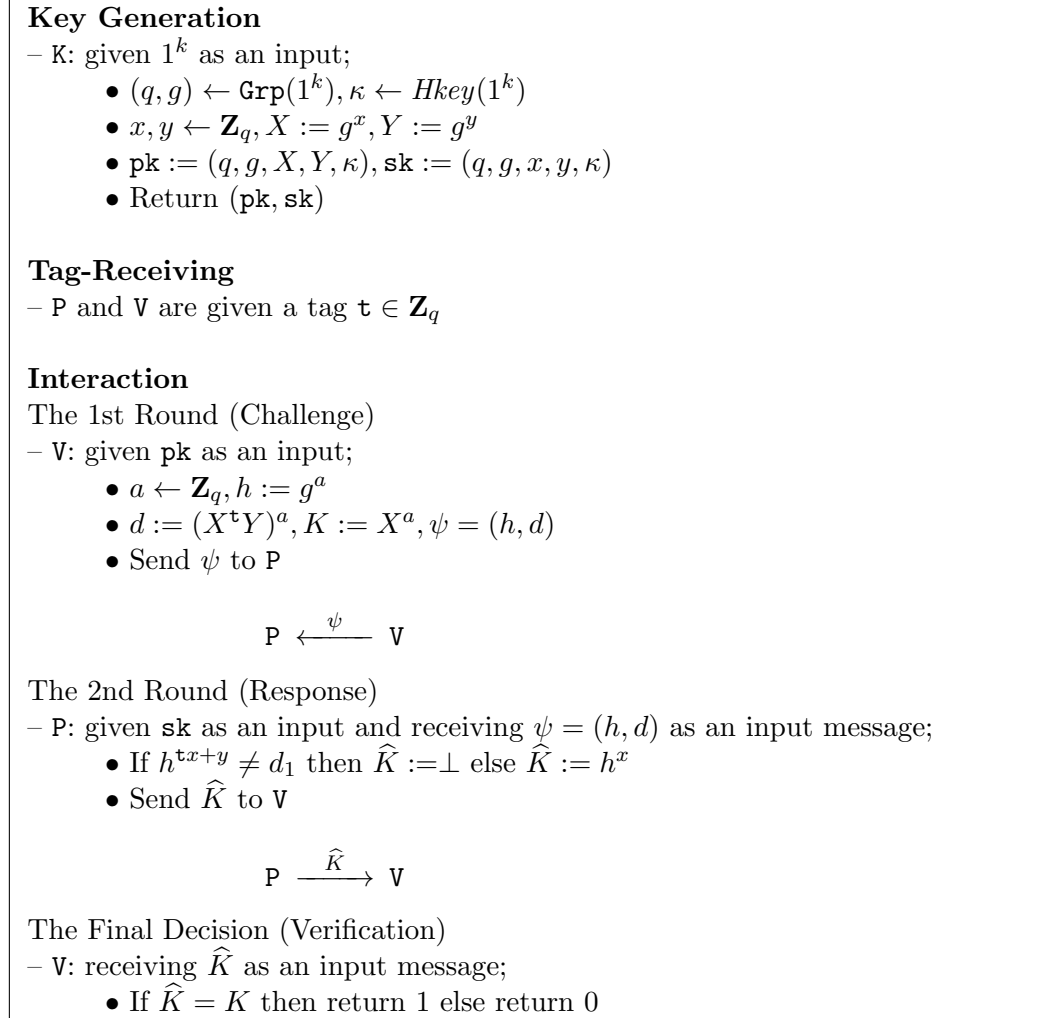 Key Generation
– K: given 1^k as an input;
• (q, g) ← Grp(1^k), κ ← Hkey(1^k)
• x, y ← Z_q, X := g^x, Y := g^y
• pk := (q, g, X, Y, κ), sk := (q, g, x, y, κ)
• Return (pk, sk)
Tag-Receiving
– P and V are given a tag t ∈ Z_q
Interaction
The 1st Round (Challenge)
– V: given pk as an input;
• a ← Z_q, h := g^a
• d := (X^t Y)^a, K := X^a, ψ = (h, d)
• Send ψ to P
P ←^ψ V
The 2nd Round (Response)
– P: given sk as an input and receiving ψ = (h, d) as an input message;
• If h^{tx+y} ≠ d_1 then K̂ :=⊥ else K̂ := h^x
• Send K̂ to V
P →^K̂ V
The Final Decision (Verification)
– V: receiving K̂ as an input message;
• If K̂ = K then return 1 else return 0